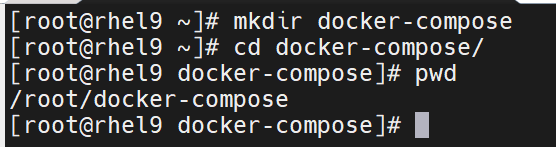 [root@rhel9 ~]# mkdir docker-compose
[root@rhel9 ~]# cd docker-compose/
[root@rhel9 docker-compose]# pwd
/root/docker-compose
[root@rhel9 docker-compose]#